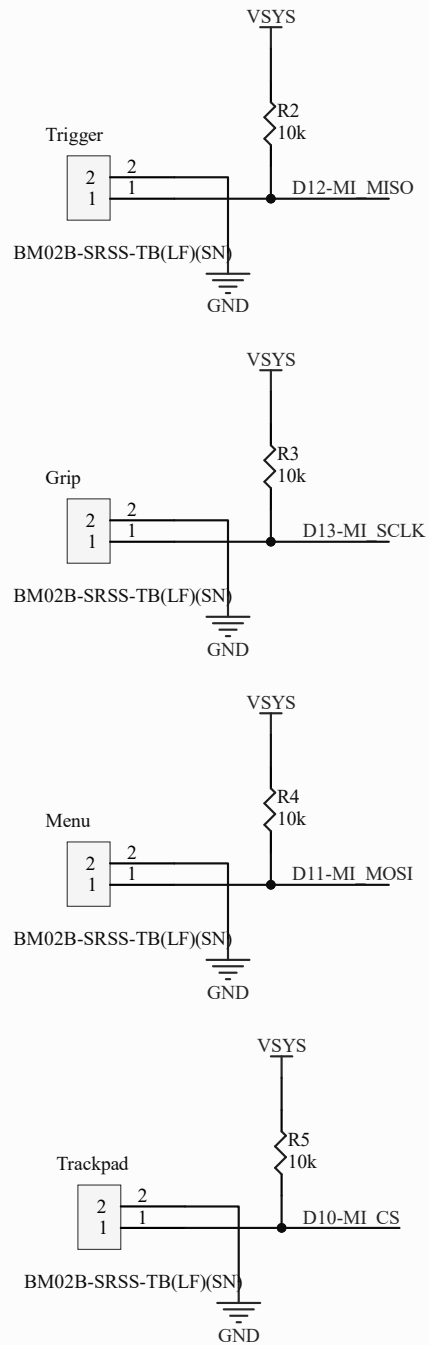 VSYS
R2
10k
Trigger
2 2
1 1
D12-MI_MISO
BM02B-SRSS-TB(LF)(SN)
GND
VSYS
R3
10k
Grip
2 2
1 1
D13-MI_SCLK
BM02B-SRSS-TB(LF)(SN)
GND
VSYS
R4
10k
Menu
2 2
1 1
D11-MI_MOSI
BM02B-SRSS-TB(LF)(SN)
GND
VSYS
R5
10k
Trackpad
2 2
1 1
D10-MI_CS
BM02B-SRSS-TB(LF)(SN)
GND